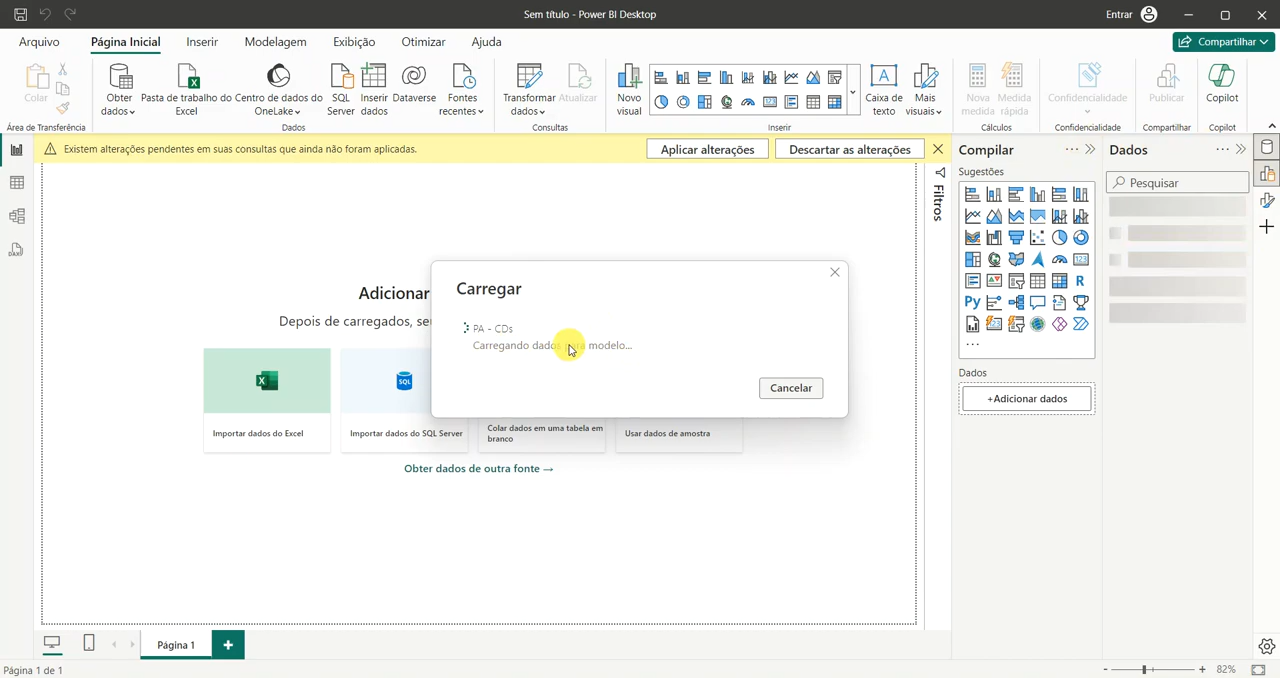 Sem título - Power BI Desktop
Entrar
Arquivo
Página Inicial
Inserir
Modelagem
Exibição
Otimizar
Ajuda
Compartilhar
Colar
Obter dados
Pasta de trabalho do Excel
Centro de dados do OneLake
SQL Server
Inserir dados
Dataverse
Fontes recentes
Transformar dados
Atualizar
Novo visual
Caixa de texto
Mais visuais
Nova medida
Medida rápida
Confidencialidade
Publicar
Copilot
Área de Transferência
Dados
Consultas
Inserir
Cálculos
Confidencialidade
Compartilhar
Copilot
Existem alterações pendentes em suas consultas que ainda não foram aplicadas.
Aplicar alterações
Descartar as alterações
Filtros
Compilar
Sugestões
R
Py
Dados
+Adicionar dados
Dados
Pesquisar
Adicionar
Depois de carregados, seu
Importar dados do Excel
SQL
Importar dados do SQL Server
Colar dados em uma tabela em branco
Usar dados de amostra
Obter dados de outra fonte →
Carregar
PA - CDs
Carregando dados para modelo...
Cancelar
Página 1
Página 1 de 1
82%